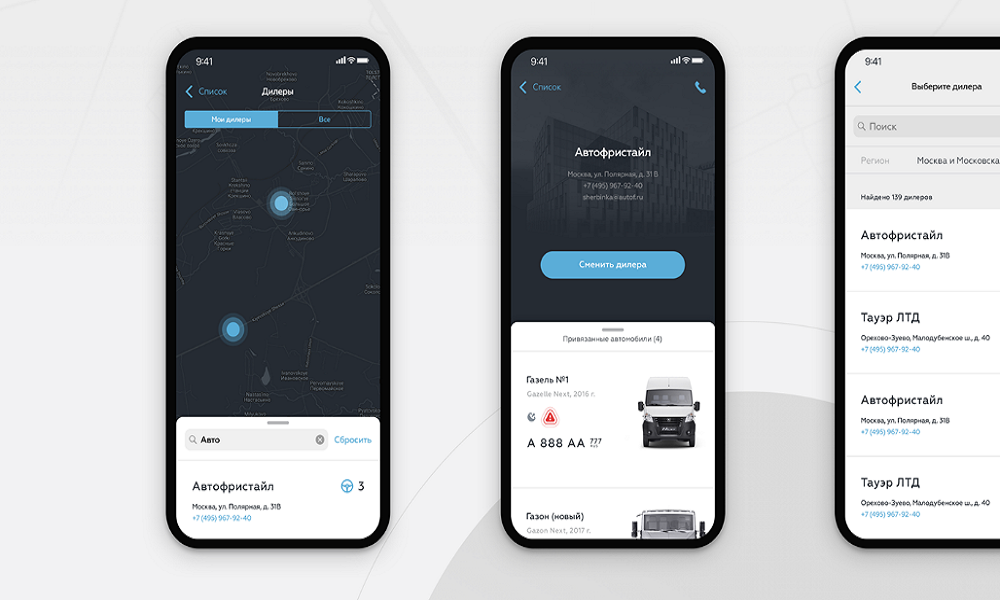 9:41
Список
Дилеры
Мои дилеры
Все
Авто
Сбросить
Автофристайл
3
Москва, ул. Полярная, д. 31В
+7 (495) 967-92-40
9:41
Список
Автофристайл
Москва, ул. Полярная, д. 31 В
+7 (495) 967-92-40
sherbinka@autof.ru
Сменить дилера
Привязанные автомобили (4)
Газель №1
Gazelle Next, 2016 г.
А 888 АА 777
RUS
Газон (новый)
Gazon Next, 2017 г.
9:41
Выберите дилера
Поиск
Регион
Москва и Московска
Найдено 139 дилеров
Автофристайл
Москва, ул. Полярная, д. 31В
+7 (495) 967-92-40
Тауэр ЛТД
Орехово-Зуево, Малодубенское ш., д. 40
+7 (495) 967-92-40
Автофристайл
Москва, ул. Полярная, д. 31В
+7 (495) 967-92-40
Тауэр ЛТД
Орехово-Зуево, Малодубенское ш., д. 40
+7 (495) 967-92-40